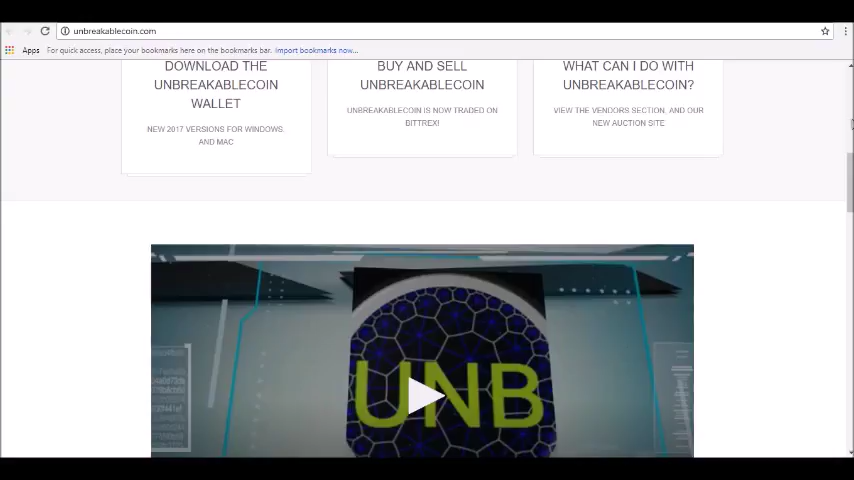 unbreakablecoin.com
Apps For quick access, place your bookmarks here on the bookmarks bar. Import bookmarks now...
DOWNLOAD THE
UNBREAKABLECOIN
WALLET
NEW 2017 VERSIONS FOR WINDOWS
AND MAC
BUY AND SELL
UNBREAKABLECOIN
UNBREAKABLECOIN IS NOW TRADED ON
BITTREX!
WHAT CAN I DO WITH
UNBREAKABLECOIN?
VIEW THE VENDORS SECTION, AND OUR
NEW AUCTION SITE
UNB